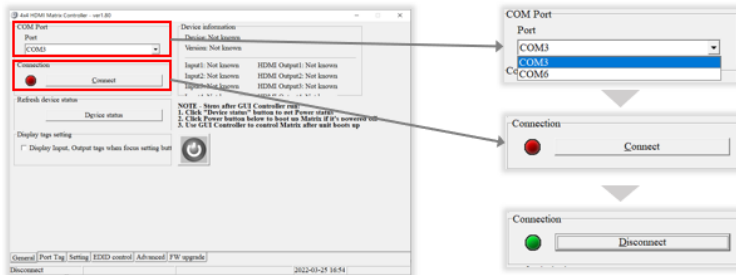 4x4 HDMI Matrix Controller - ver1.80
COM Port
Port
COM3
Connection
Connect
Refresh device status
Device status
Display tags setting
Display Input, Output tags when focus setting butt
Device information
Device: Not known
Version: Not known
Input1: Not known HDMI Output1: Not known
Input2: Not known HDMI Output2: Not known
Input3: Not known HDMI Output3: Not known
NOTE - Steps after GUI Controller run:
1. Click "Device status" button to get Power status
2. Click Power button below to boot up Matrix if it's powered off
3. Use GUI Controller to control Matrix after unit boots up
General Port Tag Setting EDID control Advanced FW upgrade
Disconnect 2022-03-25 16:54
COM Port
Port
COM3
COM3
COM6
Connection
Connect
Connection
Disconnect